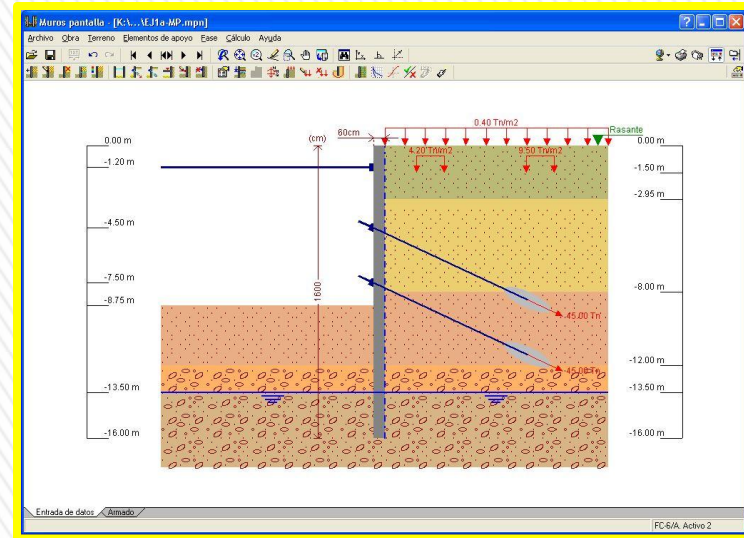 Muros pantalla - [K:\...\EJ1a-MP.mpn]
Archivo Obra Terreno Elementos de apoyo Fase Cálculo Ayuda
0.40 Tn/m2
60cm
Rasante
(cm)
0.00 m
0.00 m
4.20 Tn/m2
9.50 Tn/m2
-1.20 m
-1.50 m
-2.95 m
-4.50 m
-7.50 m
-8.00 m
-8.75 m
1600
45.00 Tn
-12.00 m
45.00 Tn
-13.50 m
-13.50 m
-16.00 m
-16.00 m
Entrada de datos Armado
FC-6/A. Activo 2